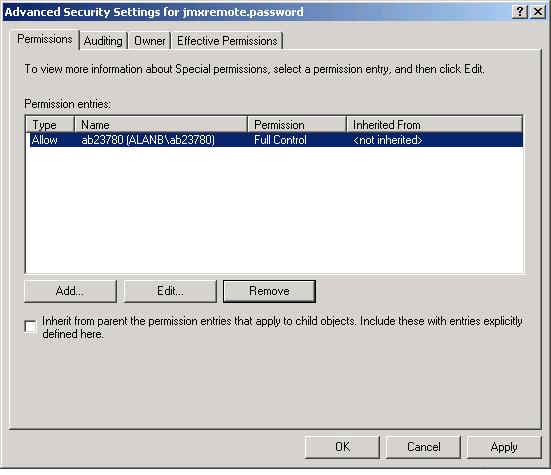 Advanced Security Settings for jmxremote.password
Permissions Auditing Owner Effective Permissions
To view more information about Special permissions, select a permission entry, and then click Edit.
Permission entries:
Type Name Permission Inherited From
Allow ab23780 (ALANB\ab23780) Full Control <not inherited>
Add... Edit... Remove
Inherit from parent the permission entries that apply to child objects. Include these with entries explicitly
defined here.
OK Cancel Apply